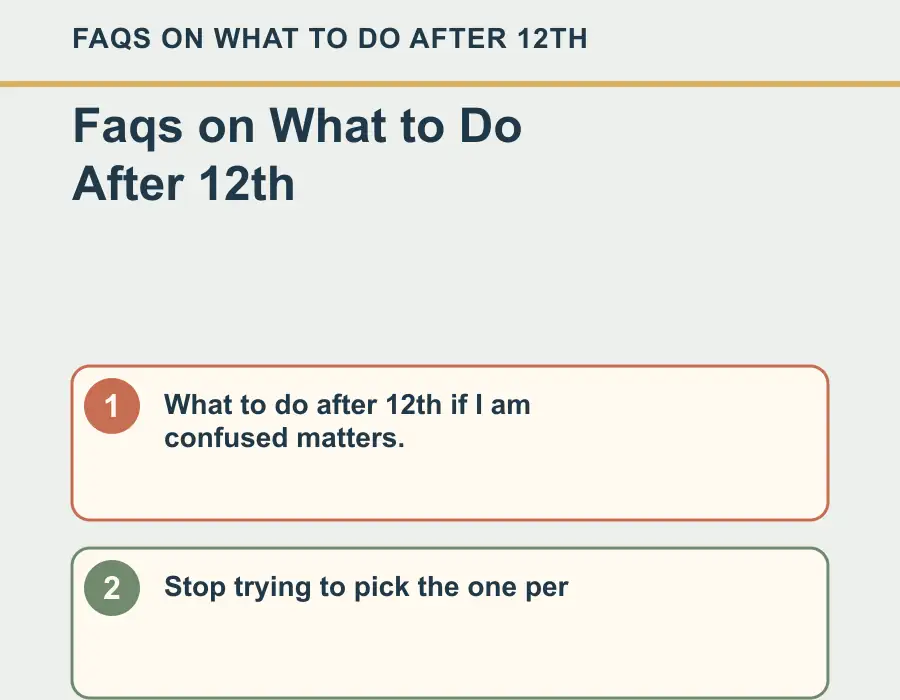 FAQS ON WHAT TO DO AFTER 12TH
Faqs on What to Do
After 12th
1
What to do after 12th if I am
confused matters.
2
Stop trying to pick the one per